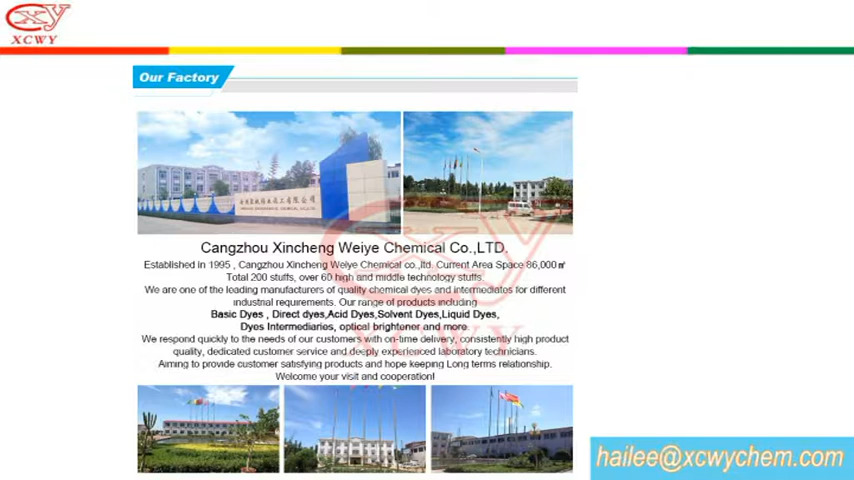 cxy
XCWY
Our Factory
Cangzhou Xincheng Weiye Chemical Co.,LTD.
Established in 1995 , Cangzhou Xincheng Weiye Chemical co.,ltd. Current Area Space 86,000㎡
Total 200 stuffs, over 60 high and middle technology stuffs.
We are one of the leading manufacturers of quality chemical dyes and intermediates for different
industrial requirements. Our range of products including
Basic Dyes , Direct dyes,Acid Dyes,Solvent Dyes,Liquid Dyes,
Dyes Intermediaries, optical brightener and more.
We respond quickly to the needs of our customers with on-time delivery, consistently high product
quality, dedicated customer service and deeply experienced laboratory technicians.
Aiming to provide customer satisfying products and hope keeping Long terms relationship.
Welcome your visit and cooperation!
XCWY
hailee@xcwychem.com